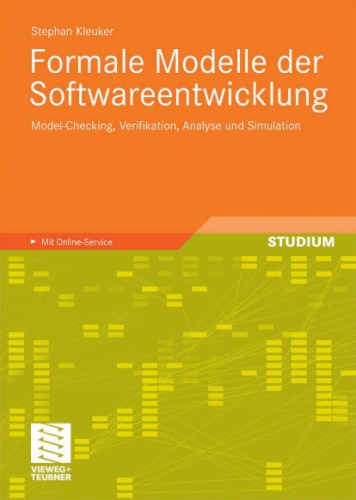 Stephan Kleuker
Formale Modelle der
Softwareentwicklung
Model-Checking, Verifikation, Analyse und Simulation
▸ Mit Online-Service
STUDIUM
VIEWEG+
TEUBNER